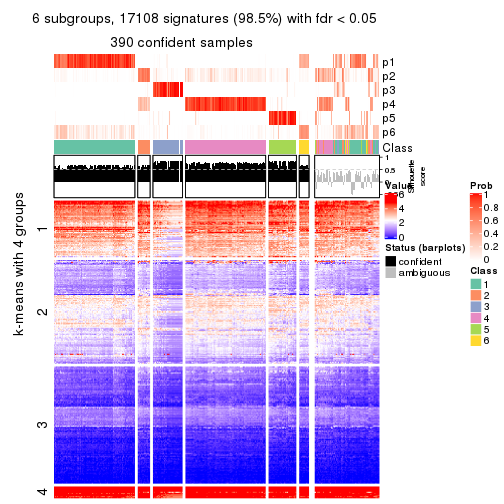 6 subgroups, 17108 signatures (98.5%) with fdr < 0.05
390 confident samples
p1
p2
p3
p4
p5
p6
Class
1
0.5
0
Silhouette
score
k-means with 4 groups
1
2
3
4
Value
6
4
2
0
Status (barplots)
confident
ambiguous
Prob
1
0.8
0.6
0.4
0.2
0
Class
1
2
3
4
5
6